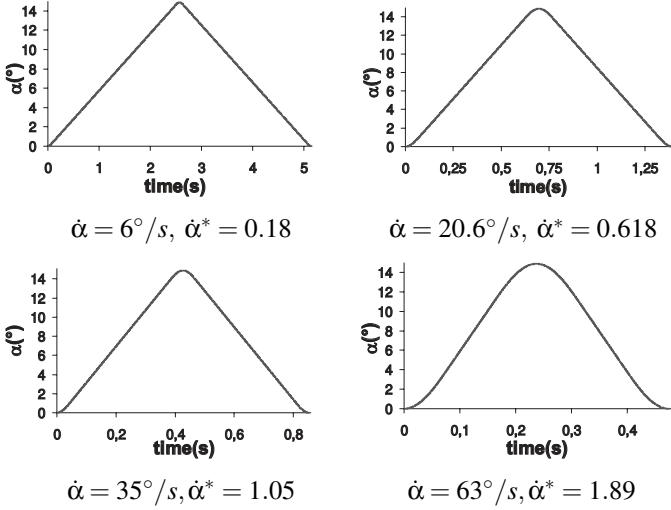 α(°)
14
12
10
8
6
4
2
0
0 1 2 3 4 5
time(s)
α̇ = 6°/s, α̇* = 0.18
α(°)
14
12
10
8
6
4
2
0
0 0,25 0,5 0,75 1 1,25
time(s)
α̇ = 20.6°/s, α̇* = 0.618
α(°)
14
12
10
8
6
4
2
0
0 0,2 0,4 0,6 0,8
time(s)
α̇ = 35°/s, α̇* = 1.05
α(°)
14
12
10
8
6
4
2
0
0 0,1 0,2 0,3 0,4
time(s)
α̇ = 63°/s, α̇* = 1.89